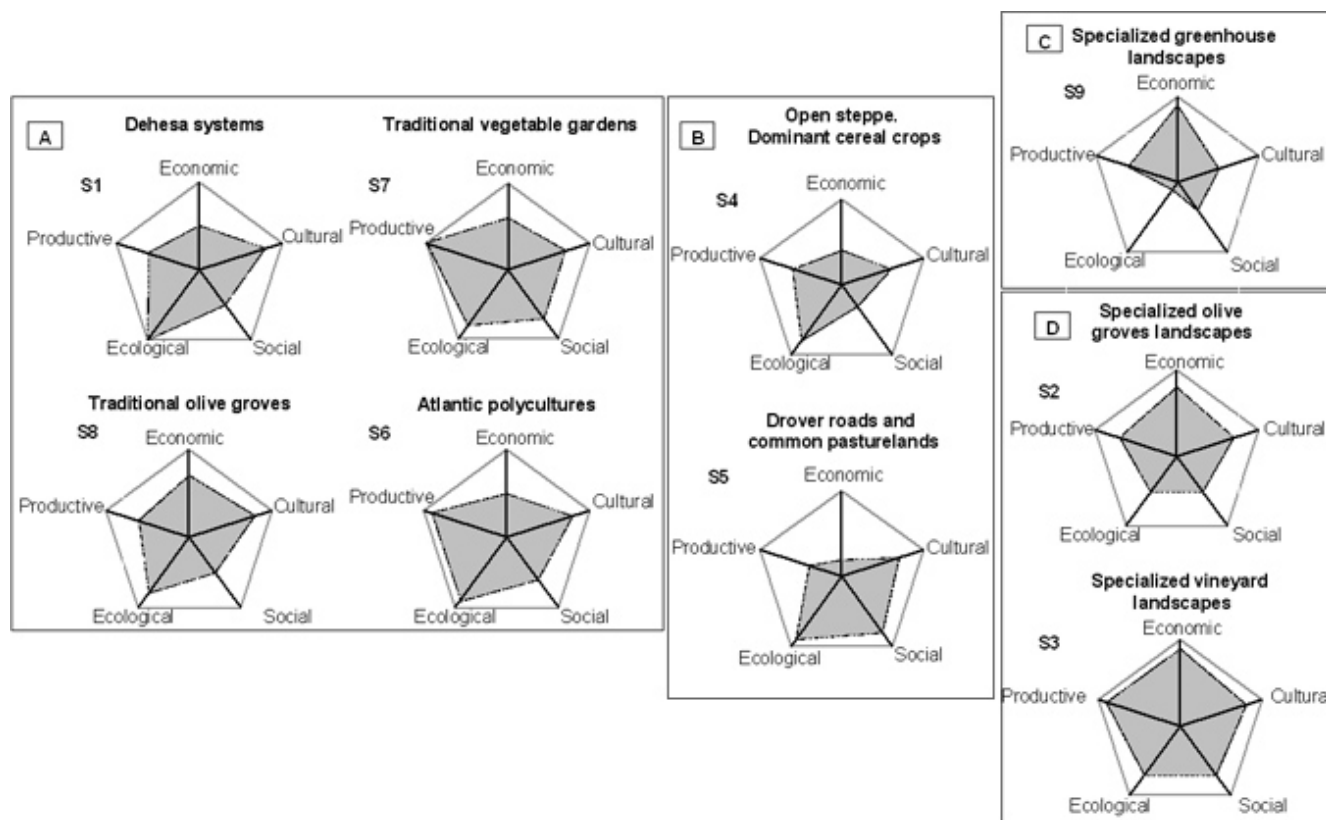 A
Dehesa systems
S1
Economic
Productive
Cultural
Ecological
Social
Traditional vegetable gardens
S7
Economic
Productive
Cultural
Ecological
Social
Traditional olive groves
S8
Economic
Productive
Cultural
Ecological
Social
Atlantic polycultures
S6
Economic
Productive
Cultural
Ecological
Social
B
Open steppe.
Dominant cereal crops
S4
Economic
Productive
Cultural
Ecological
Social
Drover roads and
common pasturelands
S5
Economic
Productive
Cultural
Ecological
Social
C
Specialized greenhouse
landscapes
S9
Economic
Productive
Cultural
Ecological
Social
D
Specialized olive
groves landscapes
S2
Economic
Productive
Cultural
Ecological
Social
Specialized vineyard
landscapes
S3
Economic
Productive
Cultural
Ecological
Social